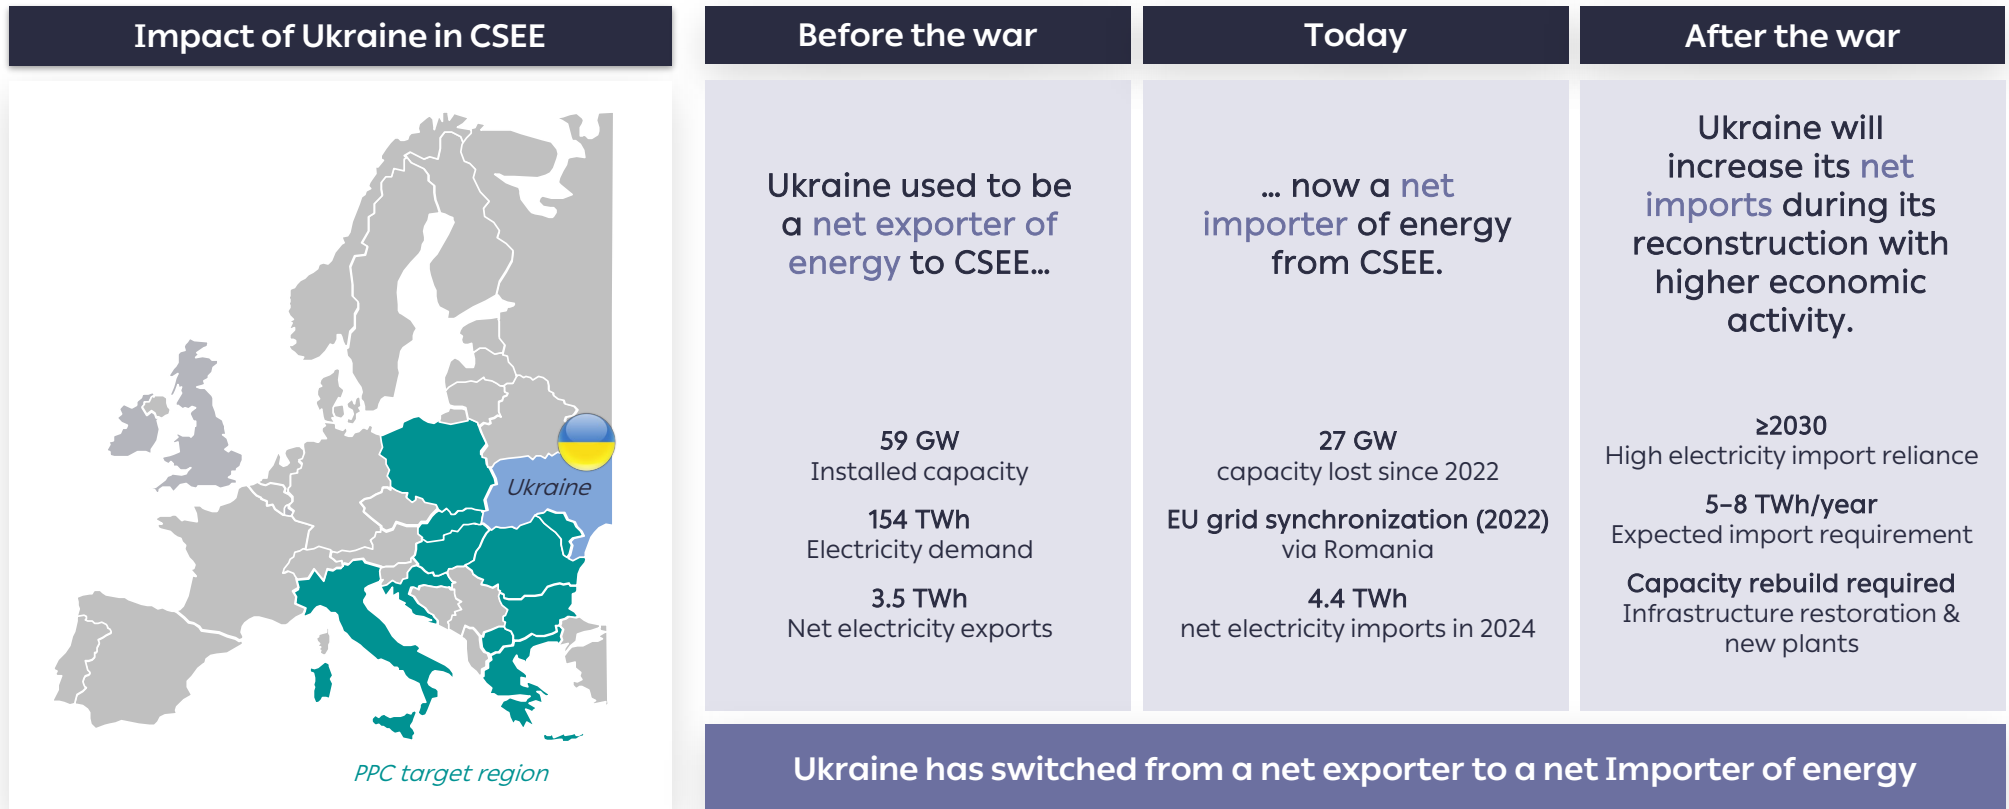 Impact of Ukraine in CSEE
Ukraine
PPC target region
Before the war
Ukraine used to be
a net exporter of
energy to CSEE...
59 GW
Installed capacity
154 TWh
Electricity demand
3.5 TWh
Net electricity exports
Today
... now a net
importer of energy
from CSEE.
27 GW
capacity lost since 2022
EU grid synchronization (2022)
via Romania
4.4 TWh
net electricity imports in 2024
After the war
Ukraine will
increase its net
imports during its
reconstruction with
higher economic
activity.
≥2030
High electricity import reliance
5–8 TWh/year
Expected import requirement
Capacity rebuild required
Infrastructure restoration &
new plants
Ukraine has switched from a net exporter to a net Importer of energy